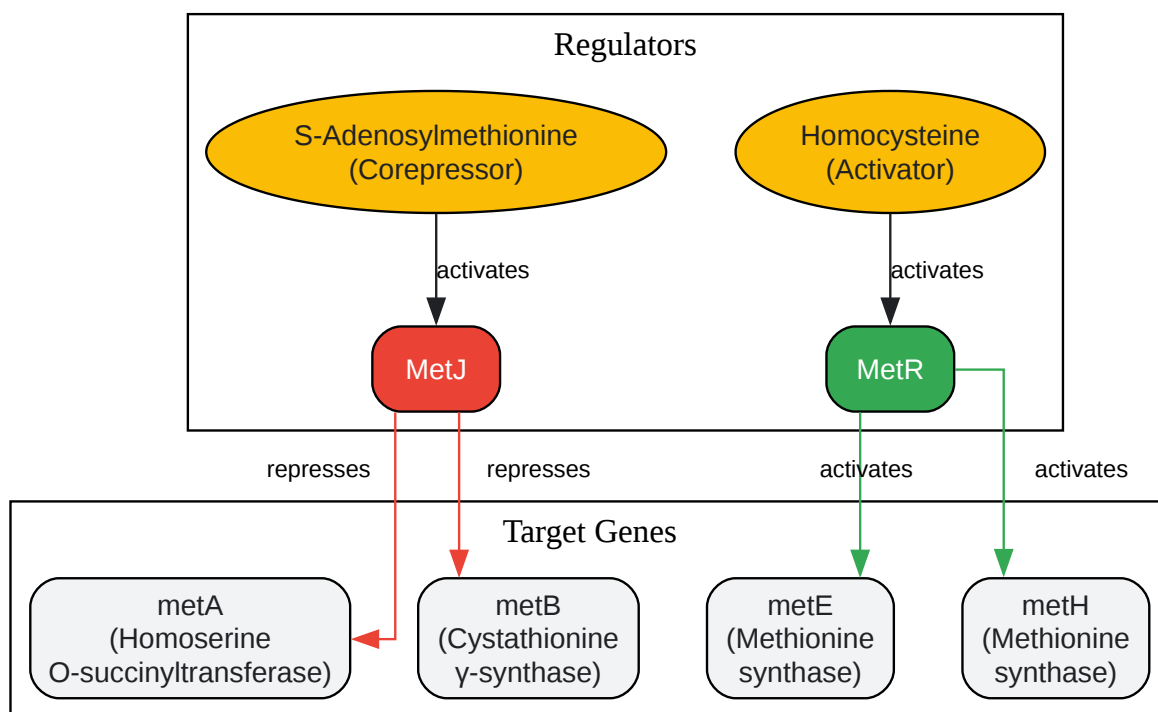 Regulators
S-Adenosylmethionine
(Corepressor)
Homocysteine
(Activator)
activates
activates
MetJ
MetR
represses
represses
activates
activates
Target Genes
metA
(Homoserine
O-succinyltransferase)
metB
(Cystathionine
γ-synthase)
metE
(Methionine
synthase)
metH
(Methionine
synthase)